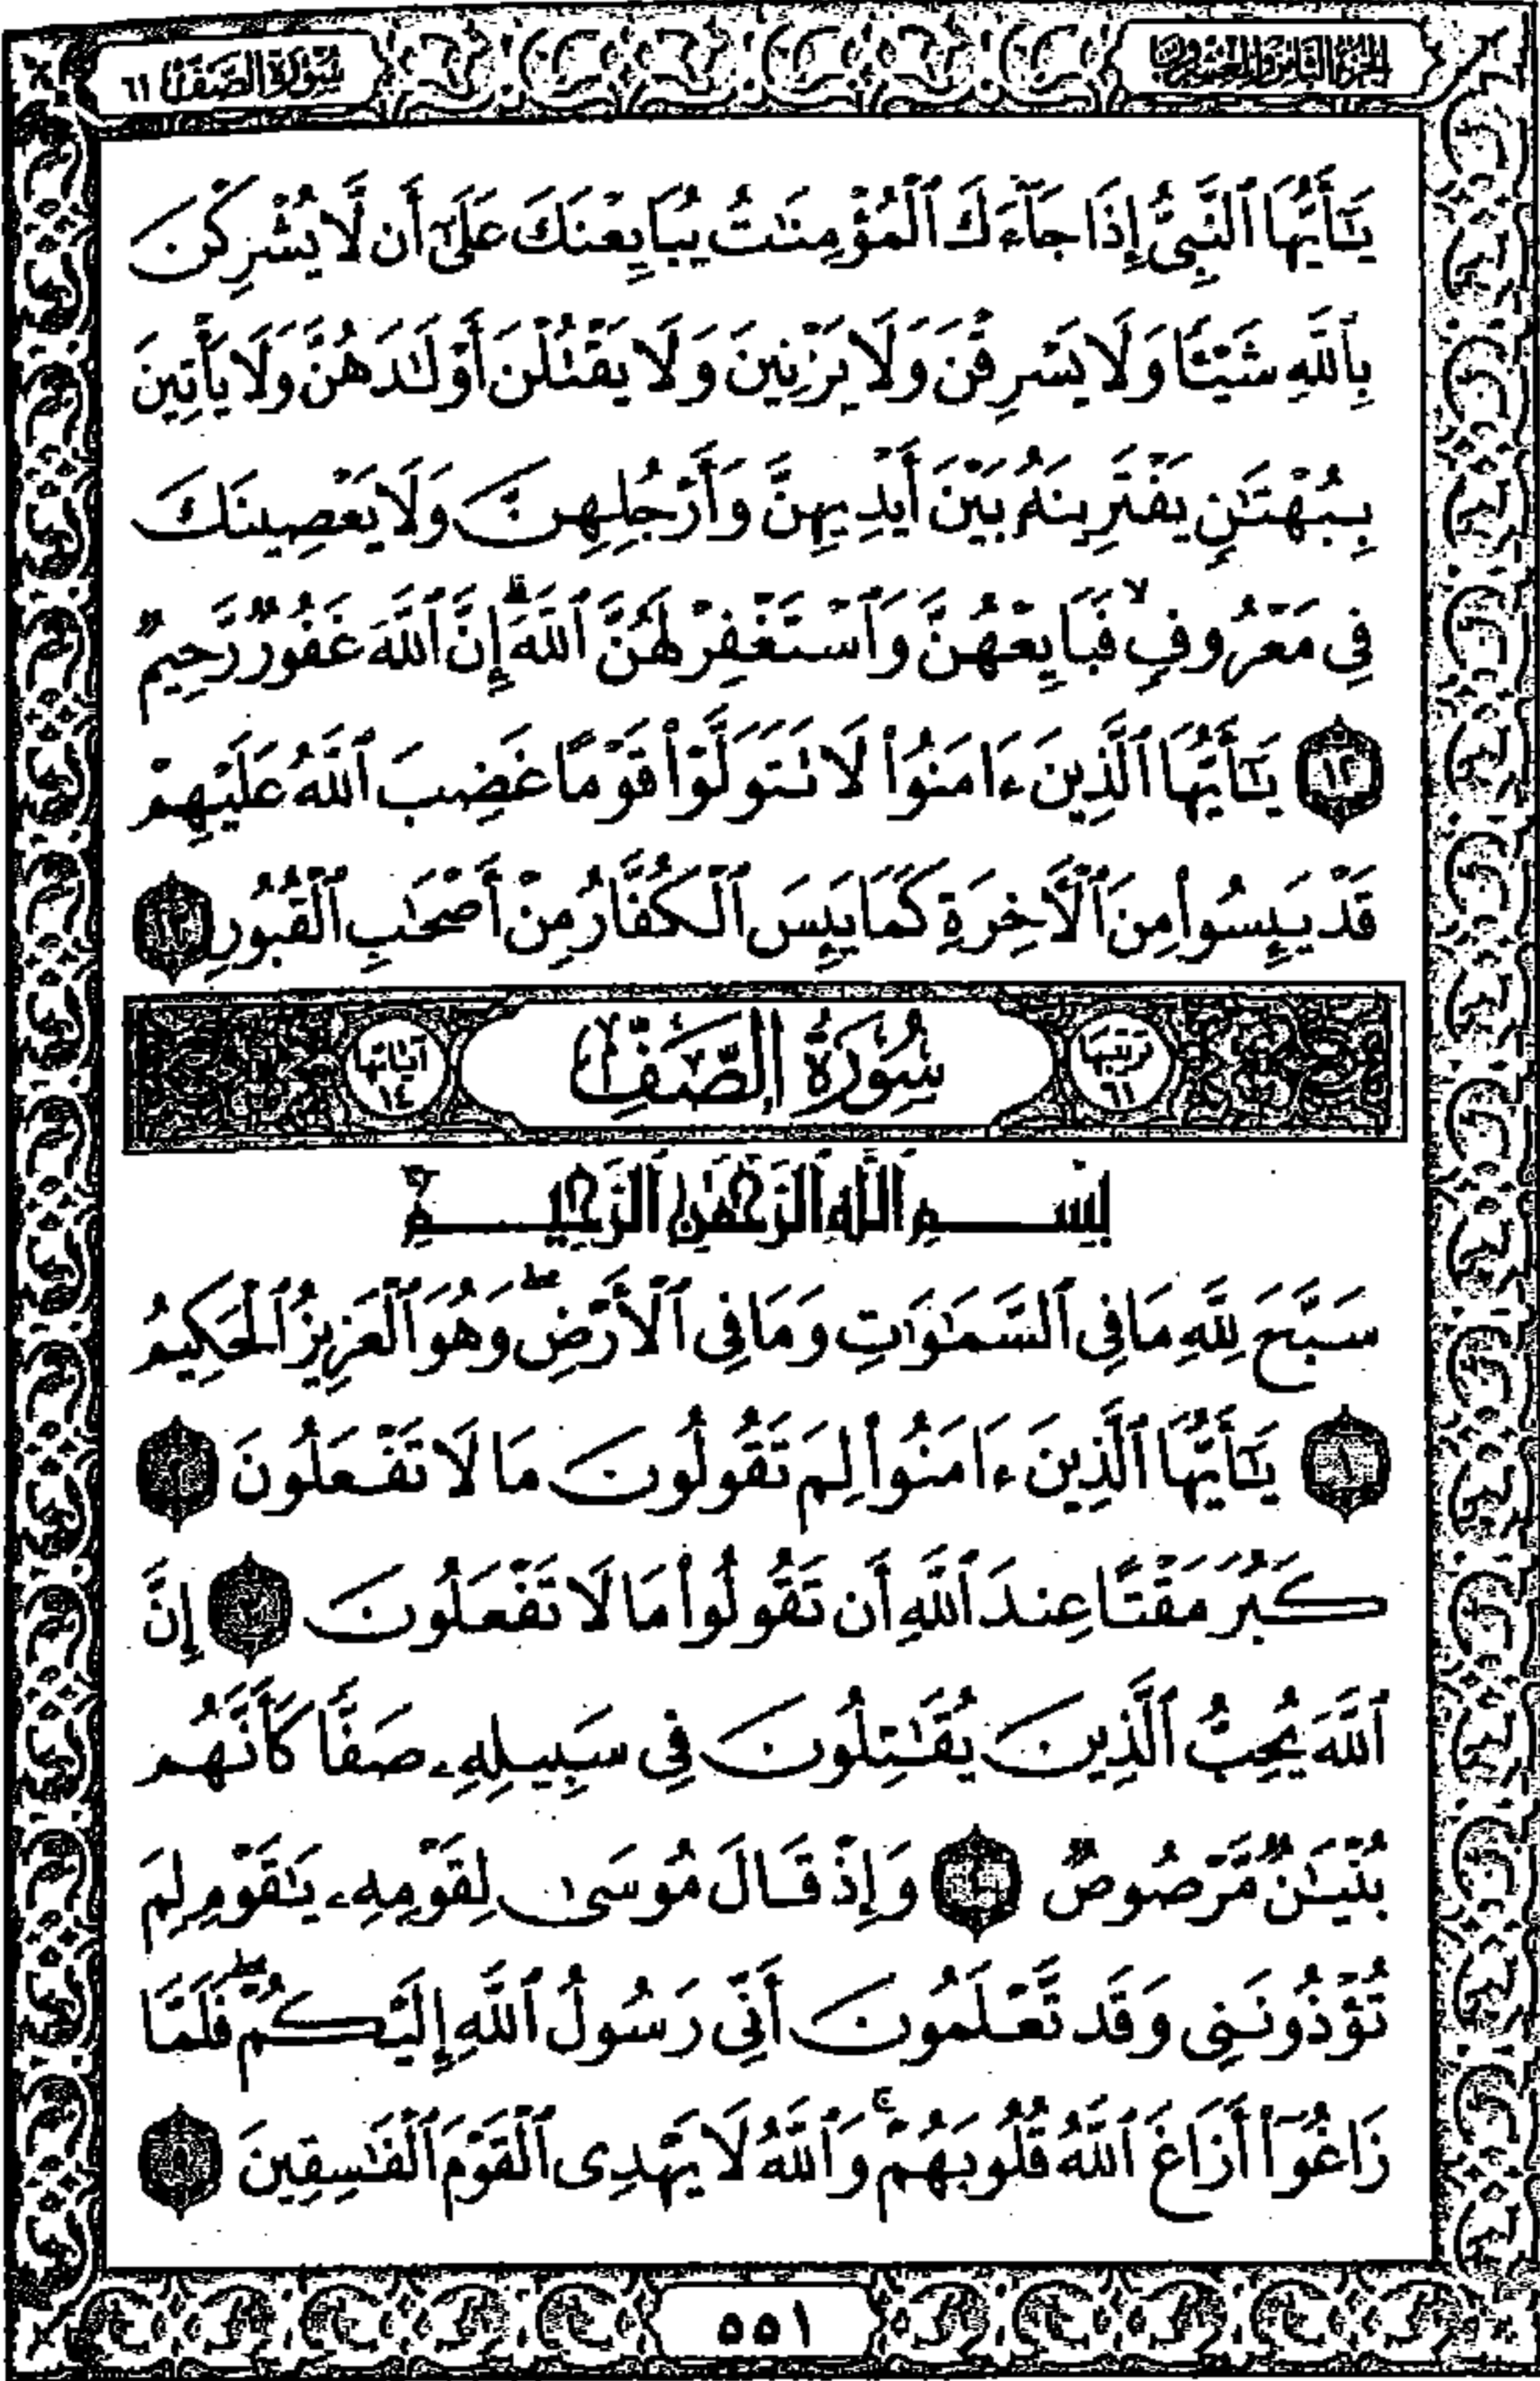 الجزء الثامن والعشرون
سورة الصف ٦١
يَٰٓأَيُّهَا ٱلنَّبِىُّ إِذَا جَآءَكَ ٱلْمُؤْمِنَٰتُ يُبَايِعْنَكَ عَلَىٰٓ أَن لَّا يُشْرِكْنَ
بِٱللَّهِ شَيْـًٔا وَلَا يَسْرِقْنَ وَلَا يَزْنِينَ وَلَا يَقْتُلْنَ أَوْلَٰدَهُنَّ وَلَا يَأْتِينَ
بِبُهْتَٰنٍ يَفْتَرِينَهُۥ بَيْنَ أَيْدِيهِنَّ وَأَرْجُلِهِنَّ وَلَا يَعْصِينَكَ
فِى مَعْرُوفٍ ۙ فَبَايِعْهُنَّ وَٱسْتَغْفِرْ لَهُنَّ ٱللَّهَ ۖ إِنَّ ٱللَّهَ غَفُورٌ رَّحِيمٌ
١٢ يَٰٓأَيُّهَا ٱلَّذِينَ ءَامَنُوا۟ لَا تَتَوَلَّوْا۟ قَوْمًا غَضِبَ ٱللَّهُ عَلَيْهِمْ
قَدْ يَئِسُوا۟ مِنَ ٱلْءَاخِرَةِ كَمَا يَئِسَ ٱلْكُفَّارُ مِنْ أَصْحَٰبِ ٱلْقُبُورِ ١٣
ترتيبها ٦١ سُورَةُ الصَّفِّ آياتها ١٤
بِسْمِ ٱللَّهِ ٱلرَّحْمَٰنِ ٱلرَّحِيمِ
سَبَّحَ لِلَّهِ مَا فِى ٱلسَّمَٰوَٰتِ وَمَا فِى ٱلْأَرْضِ ۖ وَهُوَ ٱلْعَزِيزُ ٱلْحَكِيمُ
١ يَٰٓأَيُّهَا ٱلَّذِينَ ءَامَنُوا۟ لِمَ تَقُولُونَ مَا لَا تَفْعَلُونَ ٢
كَبُرَ مَقْتًا عِندَ ٱللَّهِ أَن تَقُولُوا۟ مَا لَا تَفْعَلُونَ ٣ إِنَّ
ٱللَّهَ يُحِبُّ ٱلَّذِينَ يُقَٰتِلُونَ فِى سَبِيلِهِۦ صَفًّا كَأَنَّهُم
بُنْيَٰنٌ مَّرْصُوصٌ ٤ وَإِذْ قَالَ مُوسَىٰ لِقَوْمِهِۦ يَٰقَوْمِ لِمَ
تُؤْذُونَنِى وَقَد تَّعْلَمُونَ أَنِّى رَسُولُ ٱللَّهِ إِلَيْكُمْ ۖ فَلَمَّا
زَاغُوٓا۟ أَزَاغَ ٱللَّهُ قُلُوبَهُمْ ۚ وَٱللَّهُ لَا يَهْدِى ٱلْقَوْمَ ٱلْفَٰسِقِينَ ٥
٥٥١